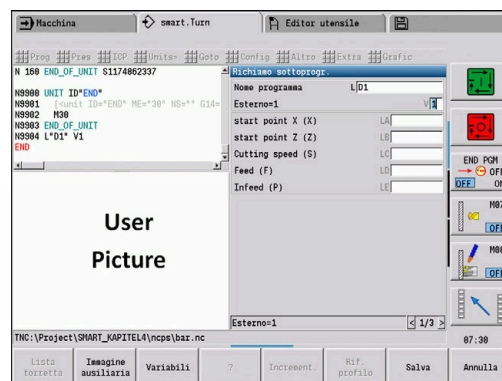 Macchina
smart.Turn
Editor utensile
Prog Pres ICP Units» Goto Config Altro Extra Grafic
N 160 END_OF_UNIT S1174862337
N9900 UNIT ID"END"
N9901 [<unit ID="END" ME="30" NS="" G14=
N9902 M30
N9903 END_OF_UNIT
N9904 L"D1" V1
END
Richiamo sottoprogr.
Nome programma L D1
Esterno=1 V 1
start point X (X) LA
start point Z (Z) LB
Cutting speed (S) LC
Feed (F) LD
Infeed (P) LE
User
Picture
Esterno=1 < 1/3 >
TNC:\Project\SMART_KAPITEL4\ncps\bar.nc
END PGM
OFF
OFF ON
M07
OFF
M08
OFF
07:30
Lista torretta
Immagine ausiliaria
Variabili
?
Increment.
Rif. profilo
Salva
Annulla